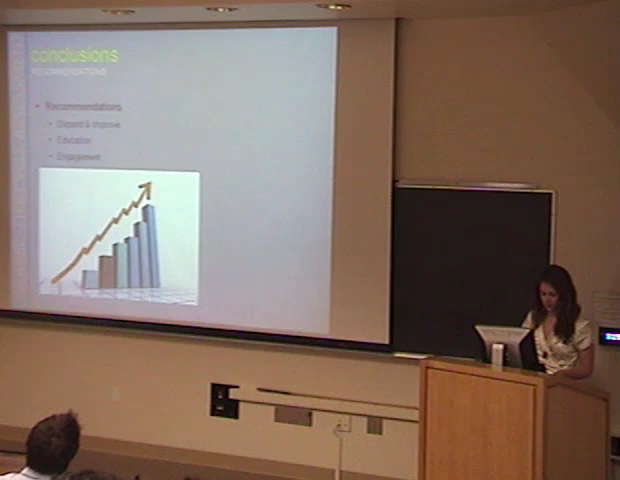 conclusions
RECOMMENDATIONS
• Recommendations
• Expand & Improve
• Education
• Engagement